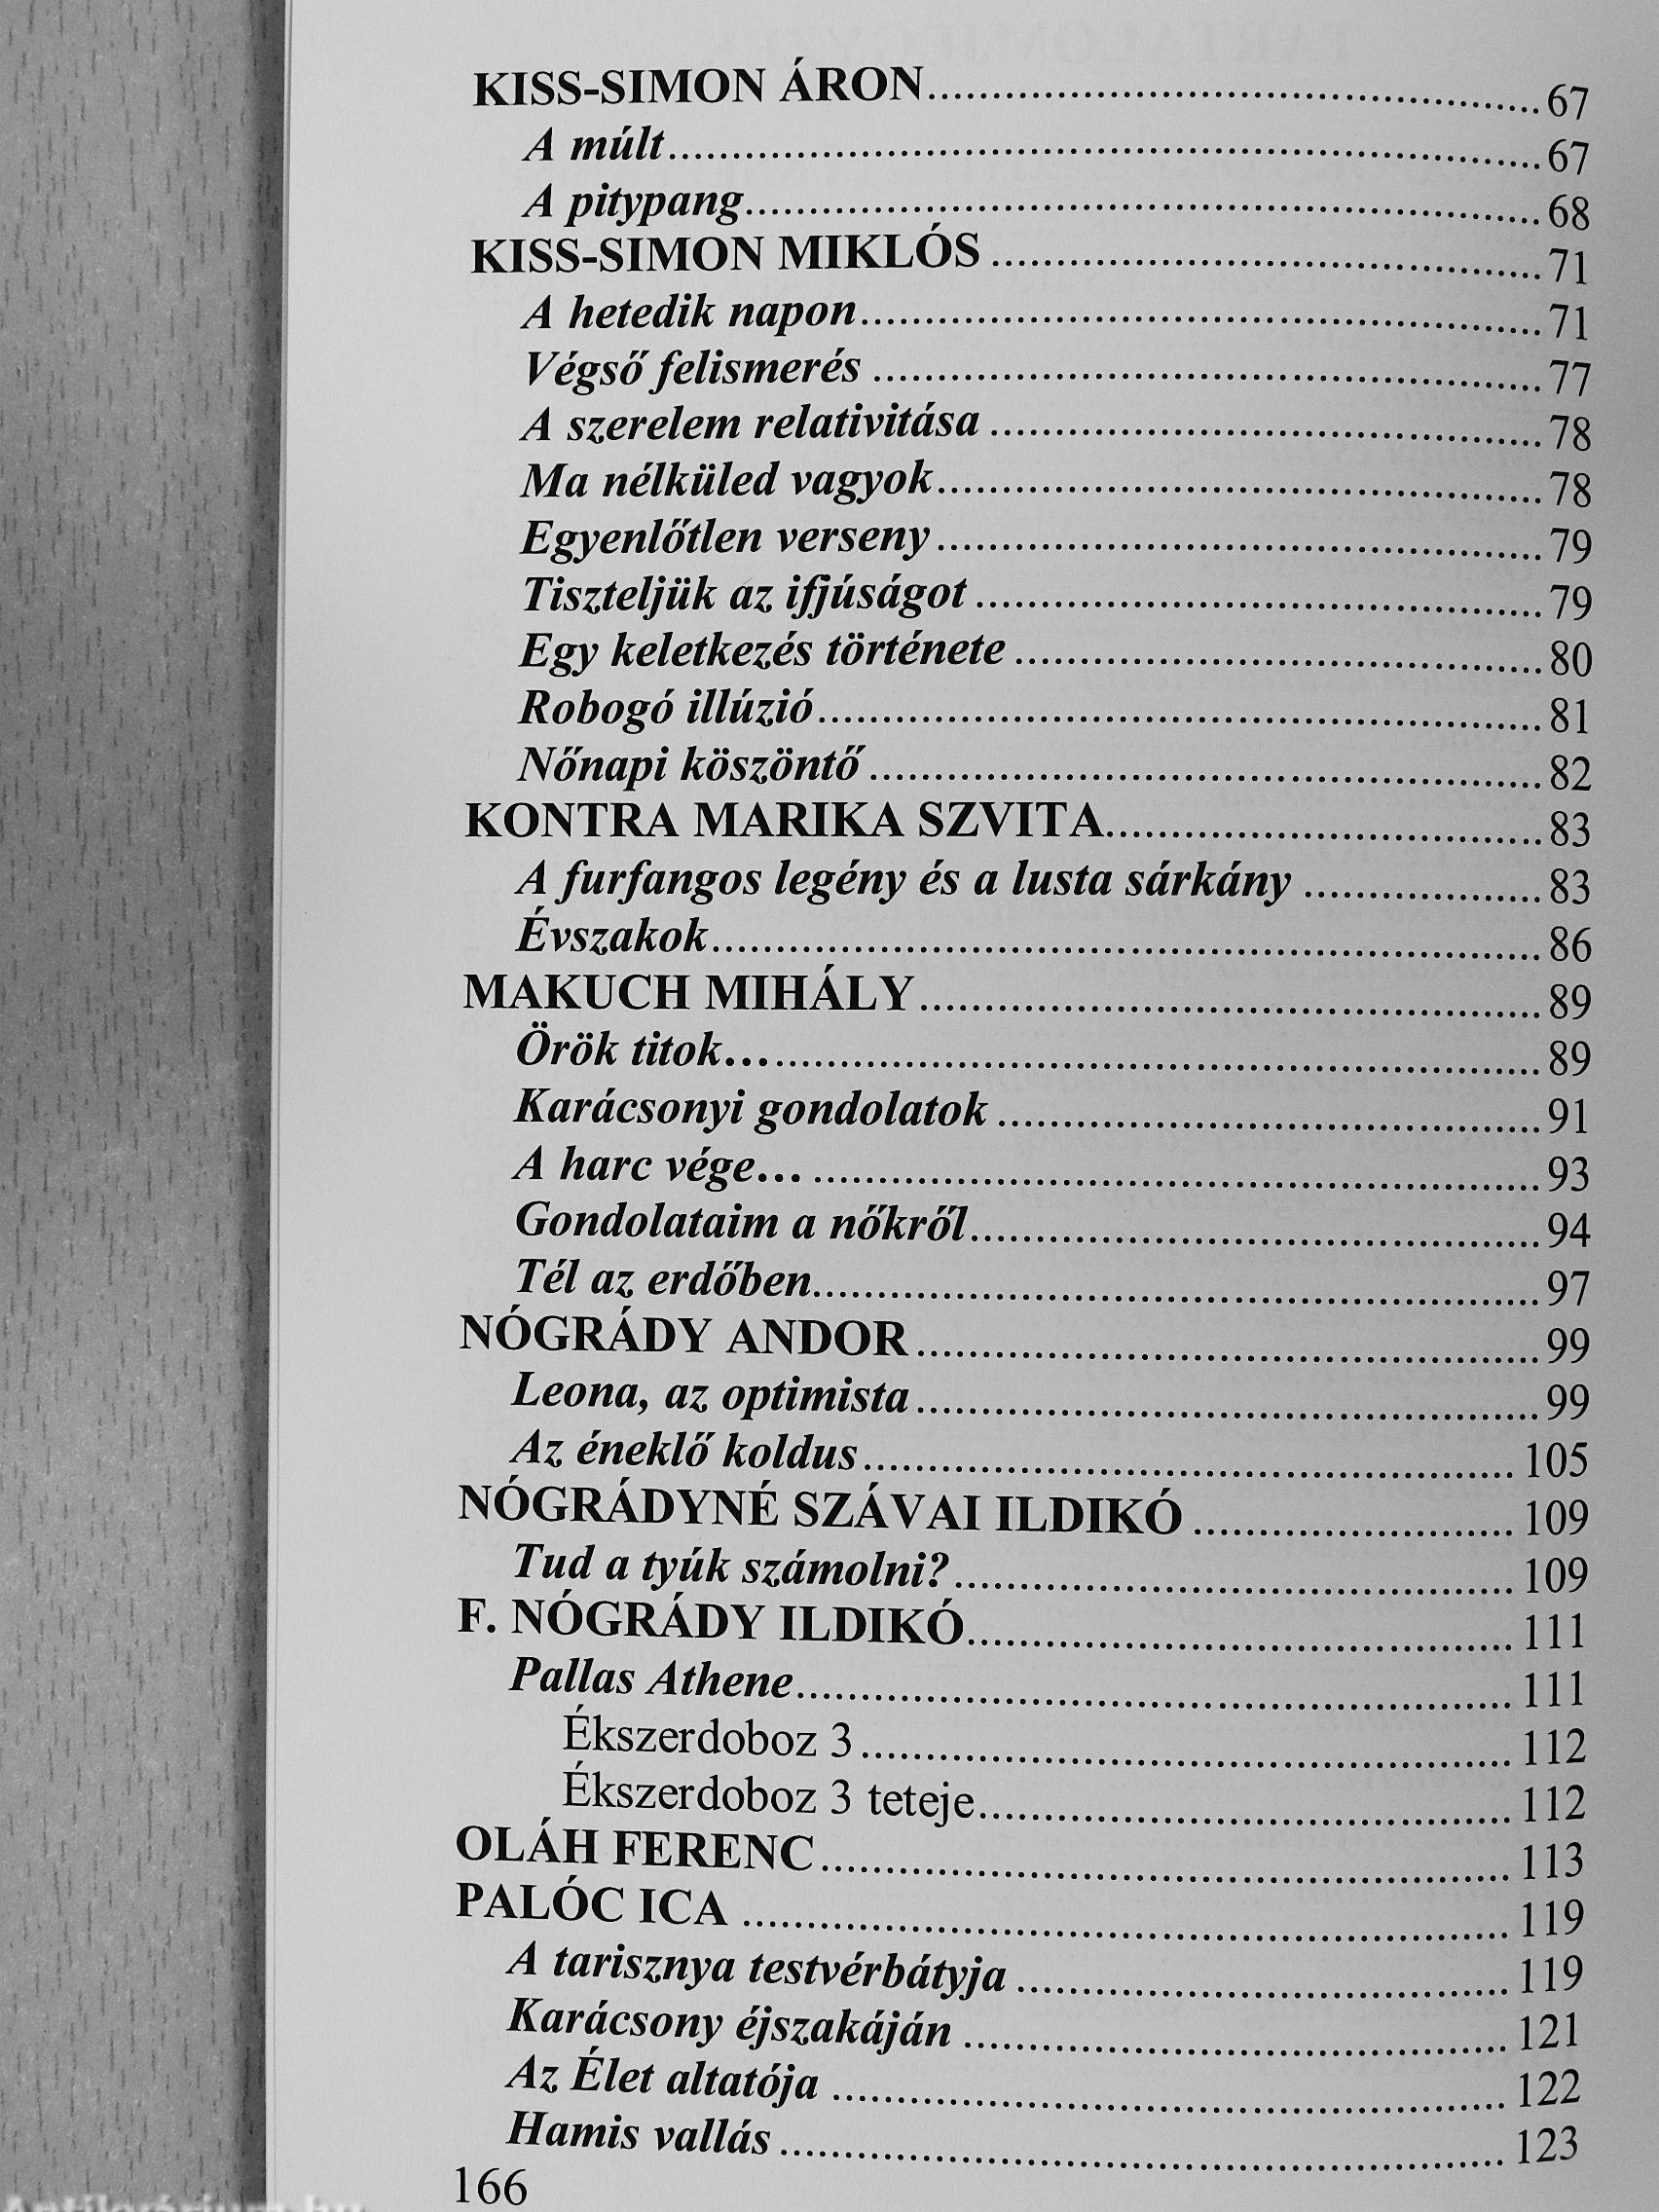 KISS-SIMON ÁRON 67
A múlt 67
A pitypang 68
KISS-SIMON MIKLÓS 71
A hetedik napon 71
Végső felismerés 77
A szerelem relativitása 78
Ma nélküled vagyok 78
Egyenlőtlen verseny 79
Tiszteljük az ifjúságot 79
Egy keletkezés története 80
Robogó illúzió 81
Nőnapi köszöntő 82
KONTRA MARIKA SZVITA 83
A furfangos legény és a lusta sárkány 83
Évszakok 86
MAKUCH MIHÁLY 89
Örök titok... 89
Karácsonyi gondolatok 91
A harc vége... 93
Gondolataim a nőkről 94
Tél az erdőben 97
NÓGRÁDY ANDOR 99
Leona, az optimista 99
Az éneklő koldus 105
NÓGRÁDYNÉ SZÁVAI ILDIKÓ 109
Tud a tyúk számolni? 109
F. NÓGRÁDY ILDIKÓ 111
Pallas Athene 111
Ékszerdoboz 3 112
Ékszerdoboz 3 teteje 112
OLÁH FERENC 113
PALÓC ICA 119
A tarisznya testvérbátyja 119
Karácsony éjszakáján 121
Az Élet altatója 122
Hamis vallás 123
166